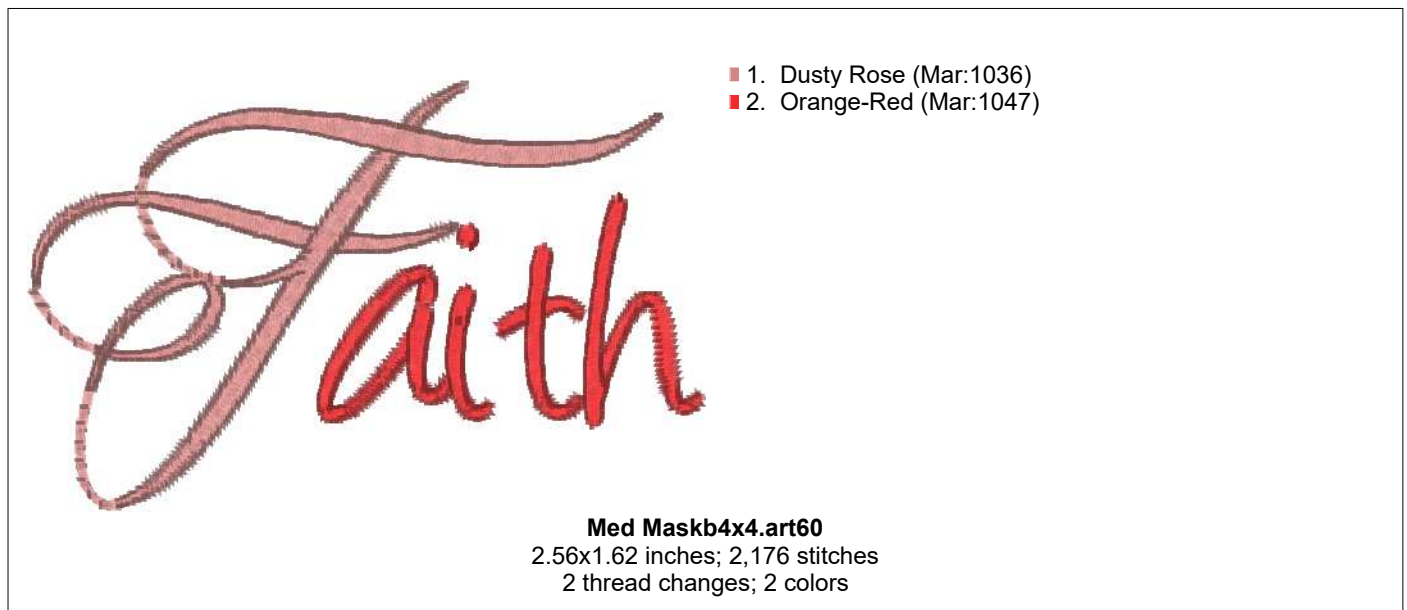 1. Dusty Rose (Mar:1036)
2. Orange-Red (Mar:1047)
Faith
Med Maskb4x4.art60
2.56x1.62 inches; 2,176 stitches
2 thread changes; 2 colors